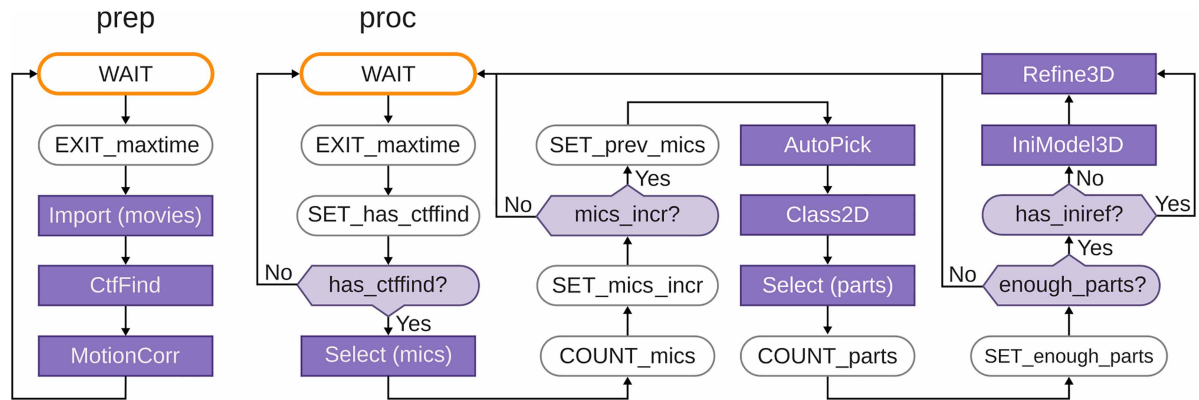 prep
WAIT
EXIT_maxtime
Import (movies)
CtfFind
MotionCorr
proc
WAIT
EXIT_maxtime
SET_has_ctffind
has_ctffind?
No
Yes
Select (mics)
COUNT_mics
SET_mics_incr
mics_incr?
No
Yes
SET_prev_mics
AutoPick
Class2D
Select (parts)
COUNT_parts
SET_enough_parts
enough_parts?
No
Yes
has_iniref?
No
Yes
IniModel3D
Refine3D